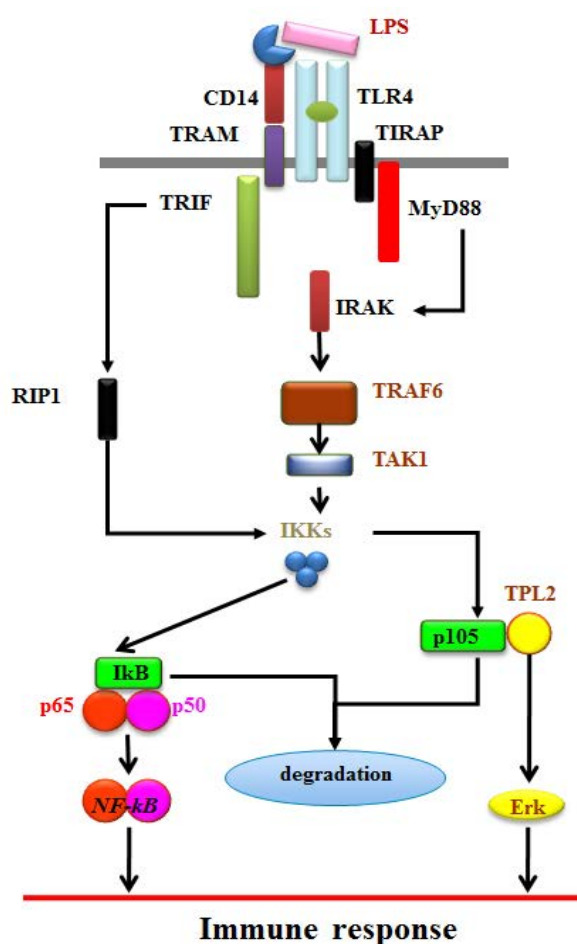 LPS
CD14
TLR4
TRAM
TIRAP
TRIF
MyD88
IRAK
RIP1
TRAF6
TAK1
IKKs
TPL2
p105
IkB
p65
p50
degradation
NF-kB
Erk
Immune response